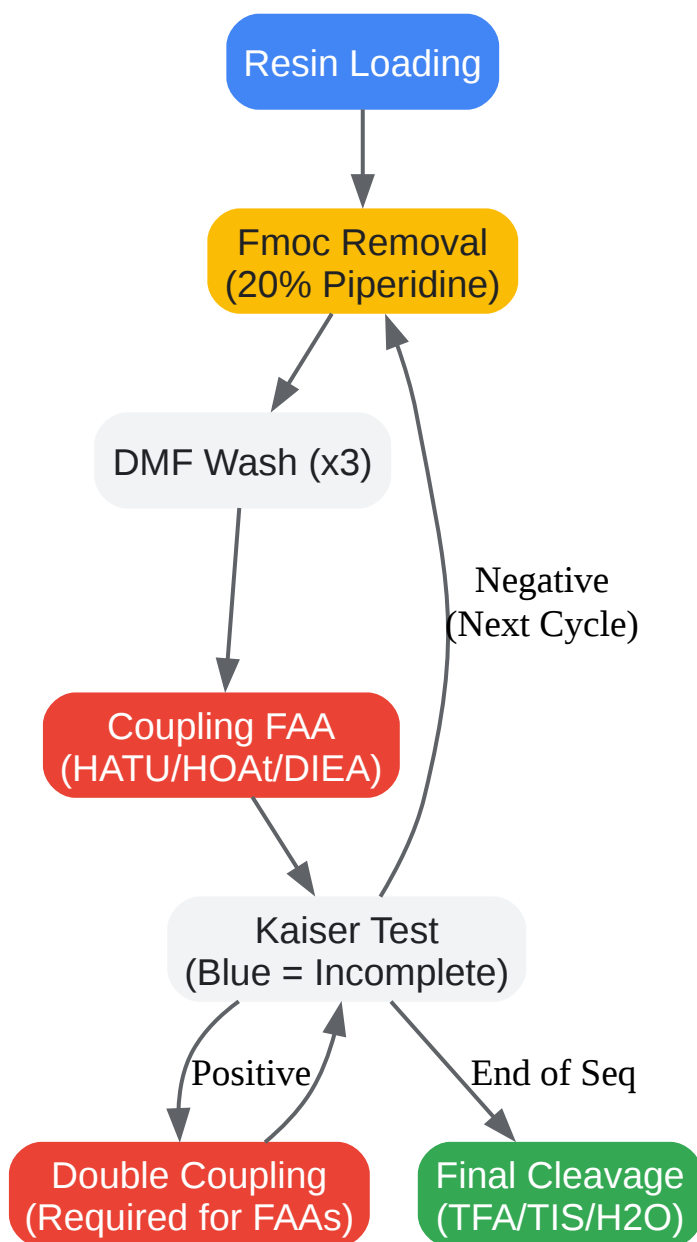 Resin Loading
Fmoc Removal
(20% Piperidine)
DMF Wash (x3)
Negative
(Next Cycle)
Coupling FAA
(HATU/HOAt/DIEA)
Kaiser Test
(Blue = Incomplete)
Positive
End of Seq
Double Coupling
(Required for FAAs)
Final Cleavage
(TFA/TIS/H2O)